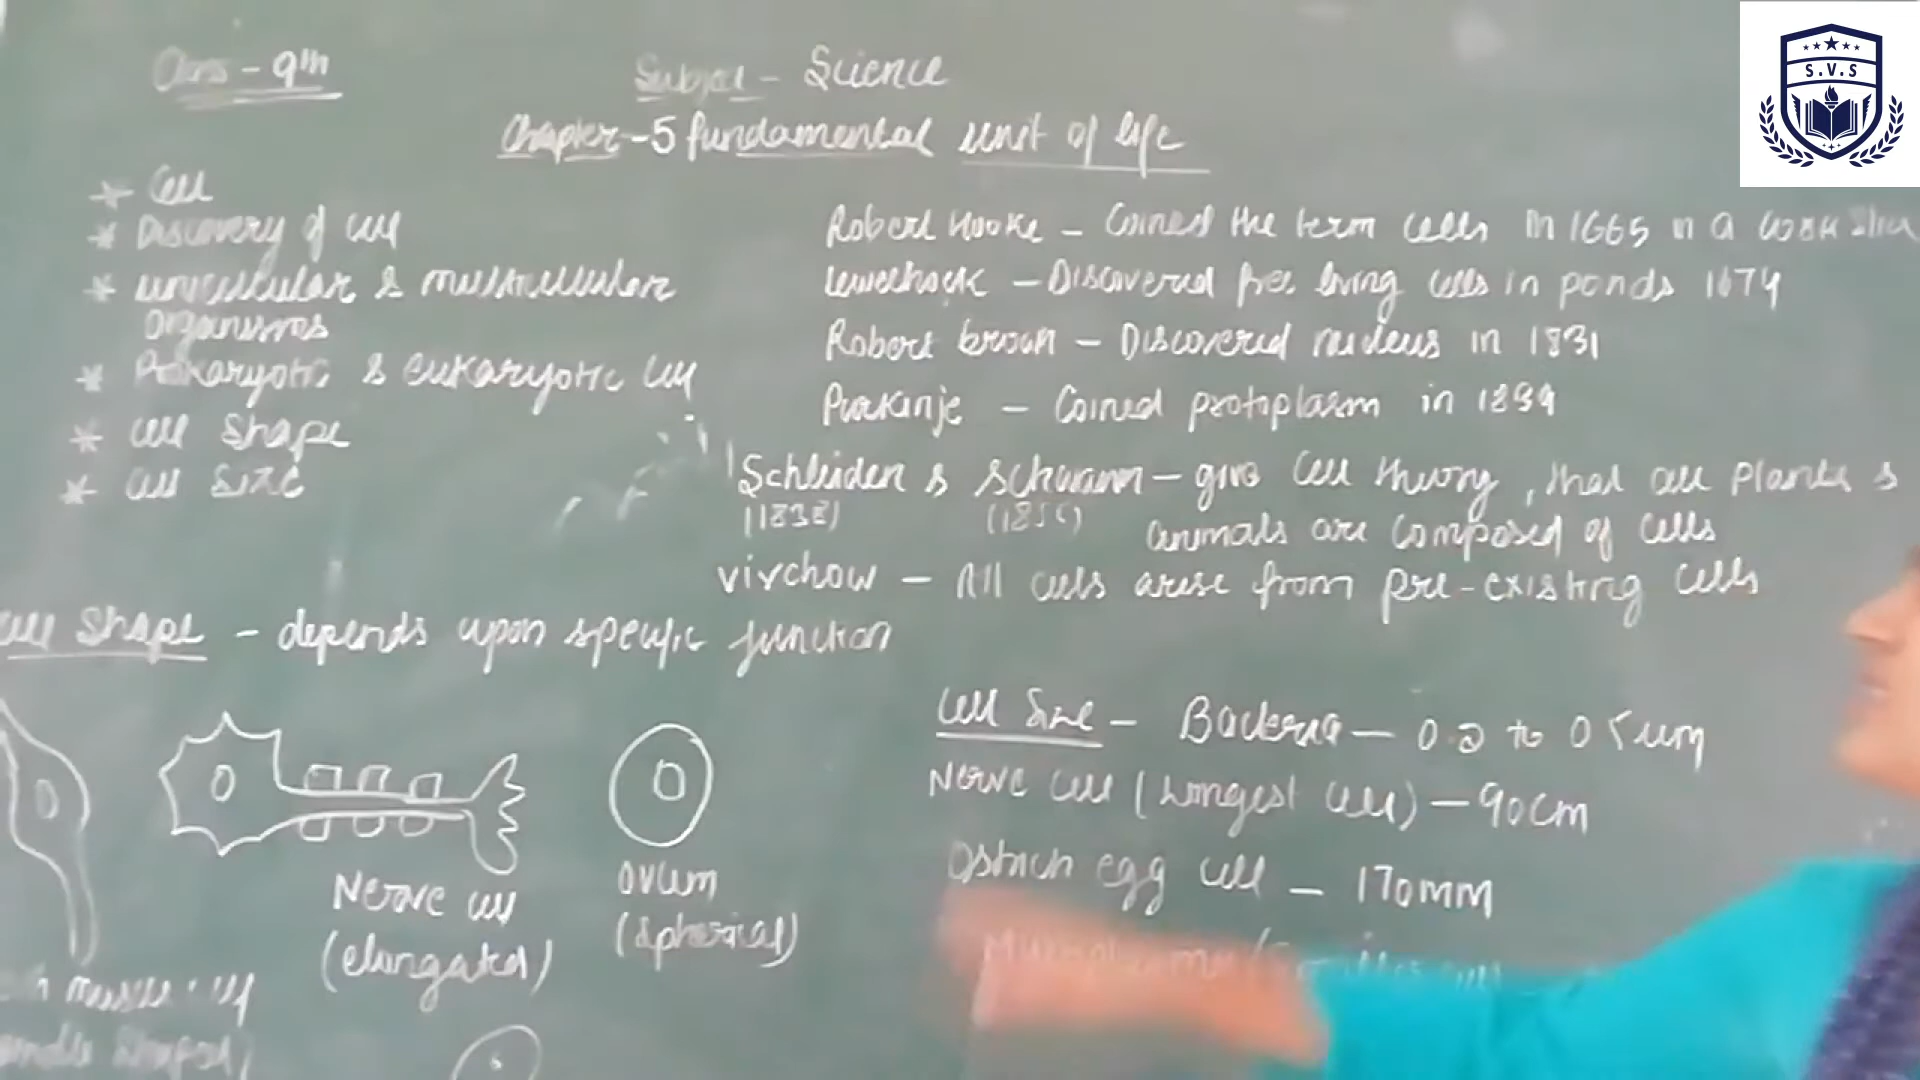 Class - 9th
Subject - Science
Chapter - 5 fundamental unit of life
S.V.S
* Cell
* Discovery of cell
* unicellular & multicellular
organisms
* Prokaryotic & eukaryotic cell
* cell Shape
* cell Size
Robert Hooke - Coined the term cells in 1665 in a cork slice
- Discovered free living cells in ponds 1674
Robert brown - Discovered nucleus in 1831
Purkinje - Coined protoplasm in 1839
Schleiden & Schwann - give Cell theory, that all Plants &
(1838)
animals are composed of cells
virchow - All cells arise from pre-existing cells
cell Shape - depends upon specific function
Nerve cell
(elongated)
ovum
(spherical)
muscle cell
Cell Size - Bacteria - 0.2 to 0.5 um
Nerve cell (Longest cell) - 90cm
Ostrich egg cell - 170mm